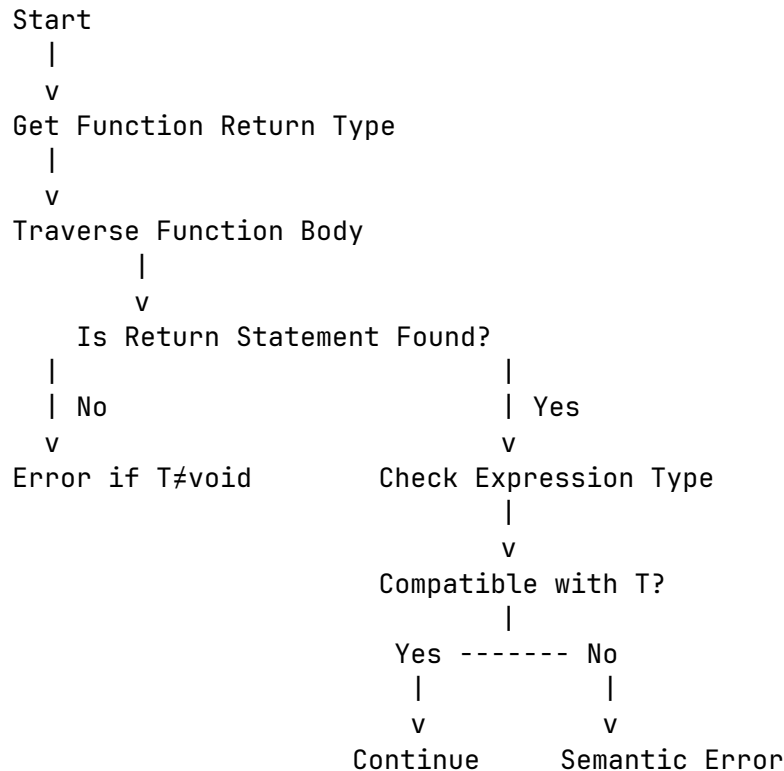 Start
|
v
Get Function Return Type
|
v
Traverse Function Body
|
v
Is Return Statement Found?
| |
| No | Yes
v v
Error if T≠void Check Expression Type
|
v
Compatible with T?
|
Yes ------- No
| |
v v
Continue Semantic Error